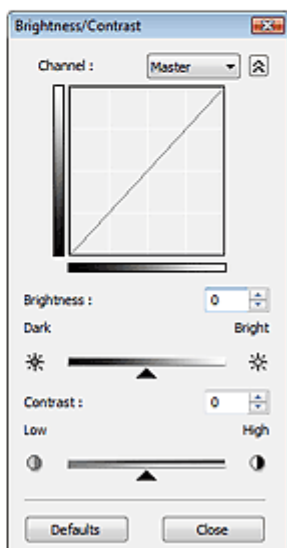 Brightness/Contrast
Channel : Master
Brightness : 0
Dark Bright
Contrast : 0
Low High
Defaults Close